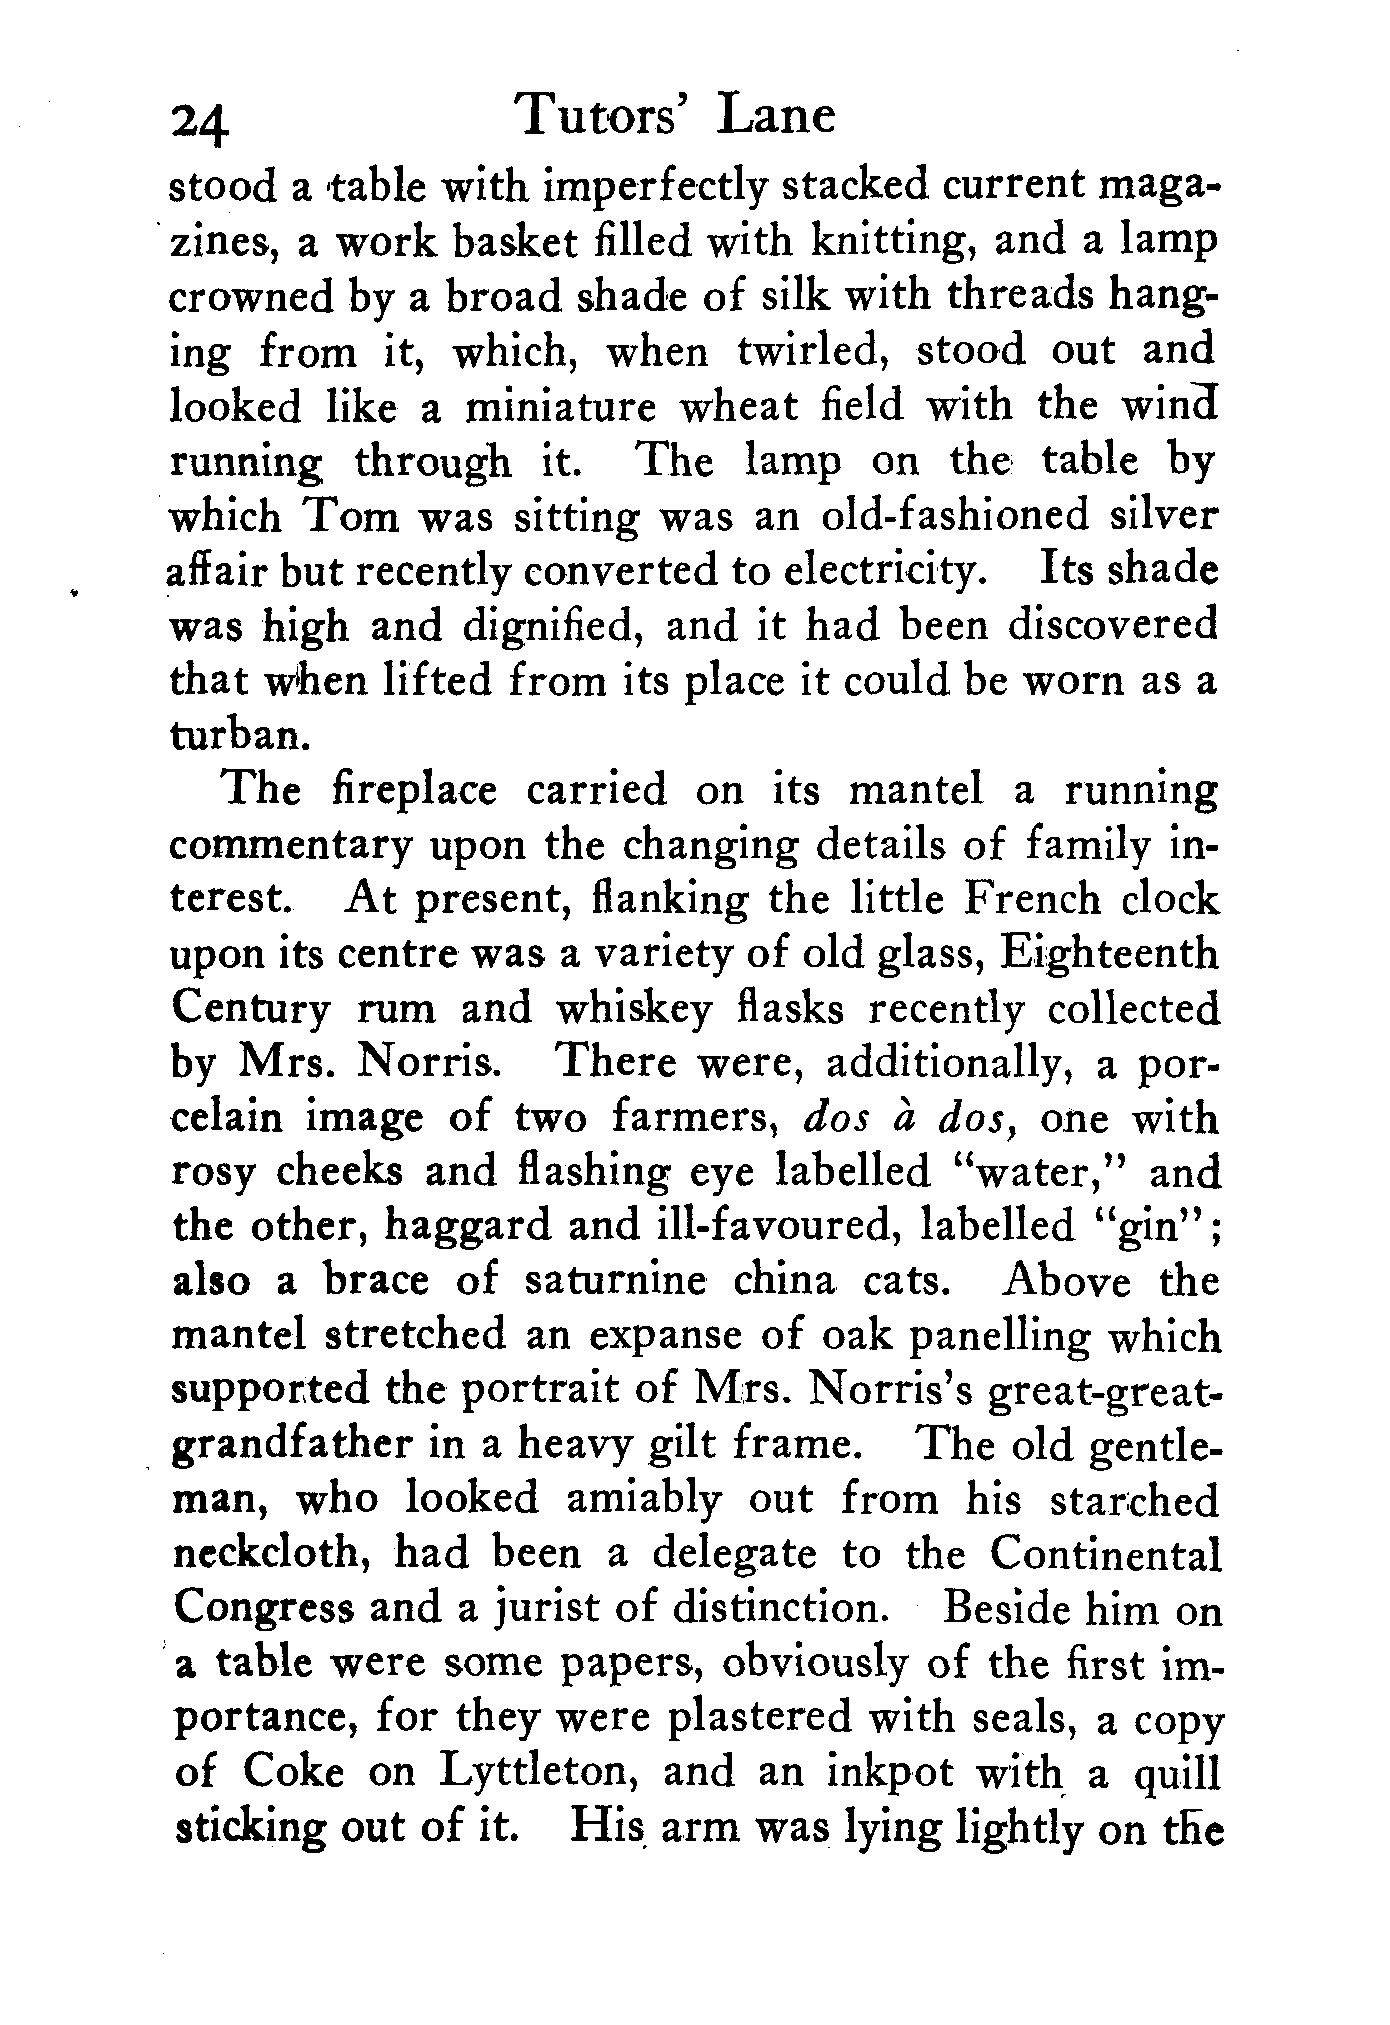 24 Tutors' Lane
stood a table with imperfectly stacked current maga-
zines, a work basket filled with knitting, and a lamp
crowned by a broad shade of silk with threads hang-
ing from it, which, when twirled, stood out and
looked like a miniature wheat field with the wind
running through it. The lamp on the table by
which Tom was sitting was an old-fashioned silver
affair but recently converted to electricity. Its shade
was high and dignified, and it had been discovered
that when lifted from its place it could be worn as a
turban.
The fireplace carried on its mantel a running
commentary upon the changing details of family in-
terest. At present, flanking the little French clock
upon its centre was a variety of old glass, Eighteenth
Century rum and whiskey flasks recently collected
by Mrs. Norris. There were, additionally, a por-
celain image of two farmers, dos à dos, one with
rosy cheeks and flashing eye labelled "water," and
the other, haggard and ill-favoured, labelled "gin";
also a brace of saturnine china cats. Above the
mantel stretched an expanse of oak panelling which
supported the portrait of Mrs. Norris's great-great-
grandfather in a heavy gilt frame. The old gentle-
man, who looked amiably out from his starched
neckcloth, had been a delegate to the Continental
Congress and a jurist of distinction. Beside him on
a table were some papers, obviously of the first im-
portance, for they were plastered with seals, a copy
of Coke on Lyttleton, and an inkpot with a quill
sticking out of it. His arm was lying lightly on the